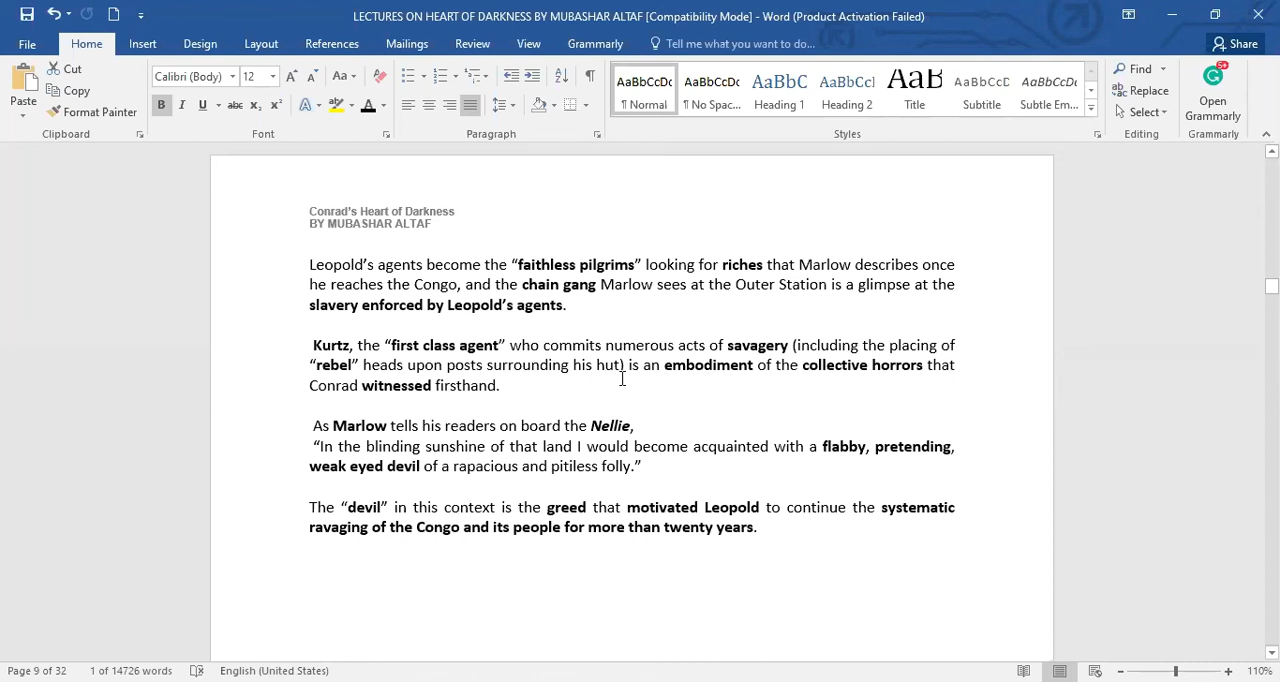 LECTURES ON HEART OF DARKNESS BY MUBASHAR ALTAF [Compatibility Mode] - Word (Product Activation Failed)
File Home Insert Design Layout References Mailings Review View Grammarly Tell me what you want to do... Share
Paste Cut Copy Format Painter Clipboard
Calibri (Body) 12 A A Aa B I U abc X₂ X² A ab A Font
Paragraph
AaBbCcDc ¶ Normal AaBbCcDc ¶ No Spac... AaBbC Heading 1 AaBbCcI Heading 2 AaB Title AaBbCcD Subtitle AaBbCcDc Subtle Em... Styles
Find Replace Select Editing
5+ Open Grammarly Grammarly
Conrad's Heart of Darkness
BY MUBASHAR ALTAF
Leopold's agents become the “faithless pilgrims” looking for riches that Marlow describes once
he reaches the Congo, and the chain gang Marlow sees at the Outer Station is a glimpse at the
slavery enforced by Leopold's agents.
Kurtz, the “first class agent” who commits numerous acts of savagery (including the placing of
“rebel” heads upon posts surrounding his hut) is an embodiment of the collective horrors that
Conrad witnessed firsthand.
As Marlow tells his readers on board the Nellie,
“In the blinding sunshine of that land I would become acquainted with a flabby, pretending,
weak eyed devil of a rapacious and pitiless folly.”
The “devil” in this context is the greed that motivated Leopold to continue the systematic
ravaging of the Congo and its people for more than twenty years.
Page 9 of 32 1 of 14726 words English (United States) 110%